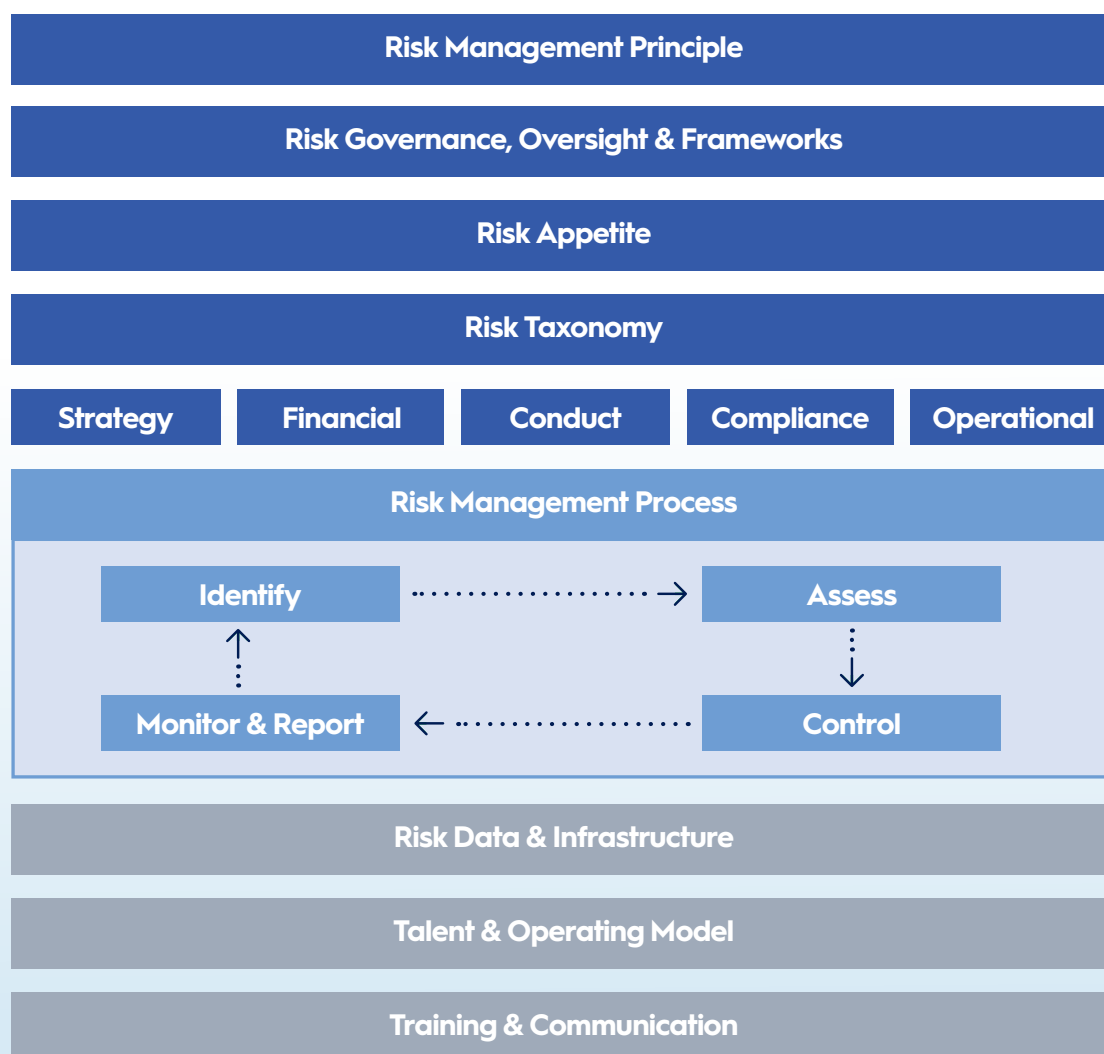 Risk Management Principle
Risk Governance, Oversight & Frameworks
Risk Appetite
Risk Taxonomy
Strategy
Financial
Conduct
Compliance
Operational
Risk Management Process
Identify
Assess
Monitor & Report
Control
Risk Data & Infrastructure
Talent & Operating Model
Training & Communication